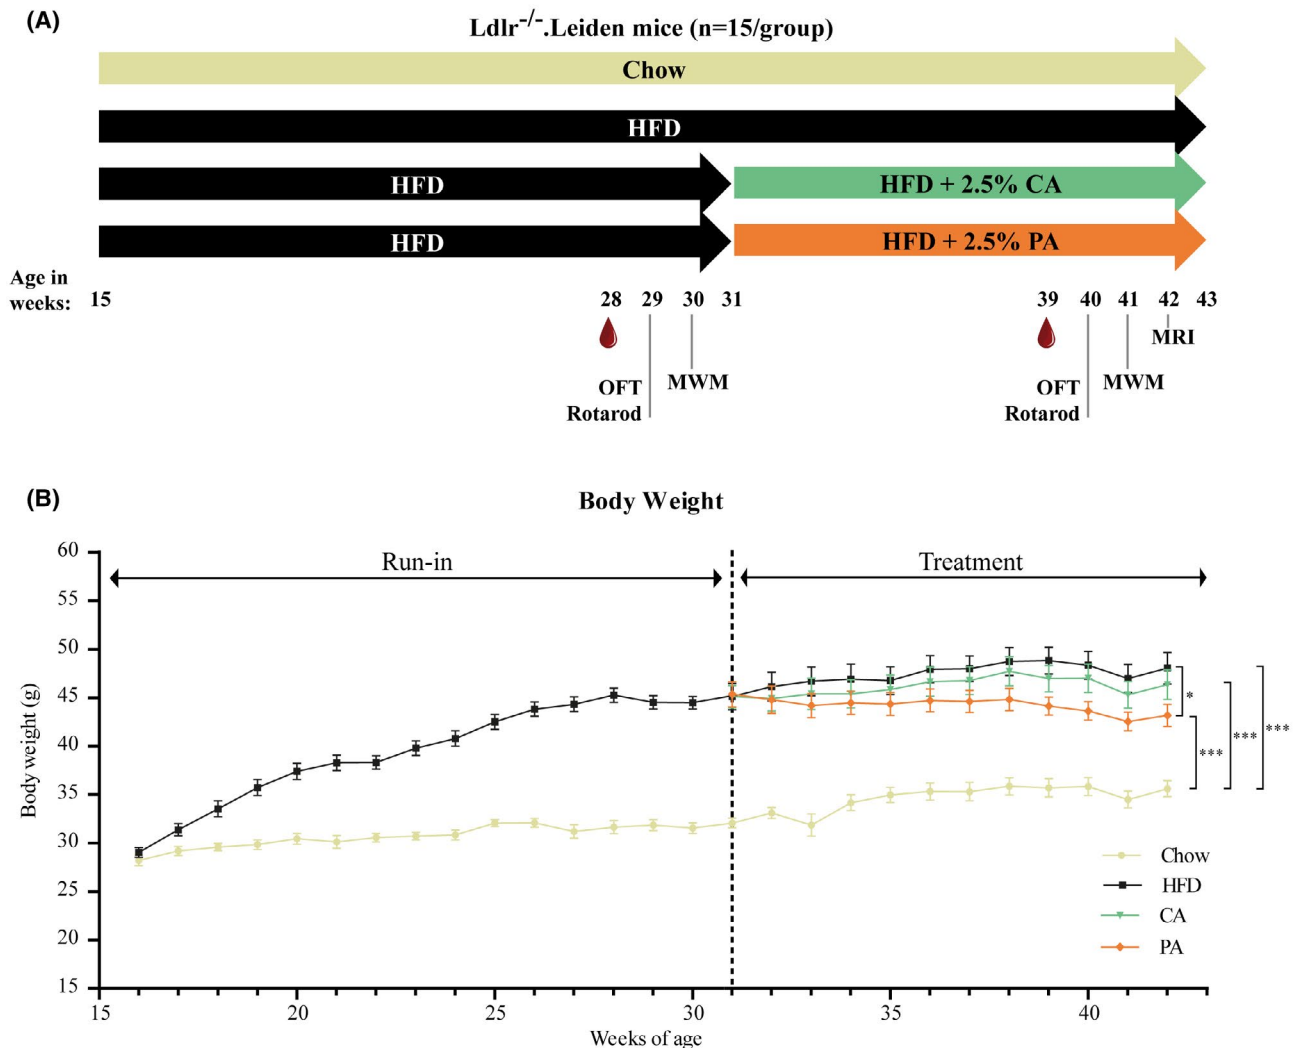 (A)
Ldlr-/-.Leiden mice (n=15/group)
Chow
HFD
HFD
HFD + 2.5% CA
HFD
HFD + 2.5% PA
Age in
weeks:
15 28 29 30 31 39 40 41 42 43
MRI
OFT
Rotarod
MWM
OFT
Rotarod
MWM
(B)
Body Weight
Run-in
Treatment
Body weight (g)
60
55
50
45
40
35
30
25
20
15
*
***
***
***
Chow
HFD
CA
PA
15 20 25 30 35 40
Weeks of age